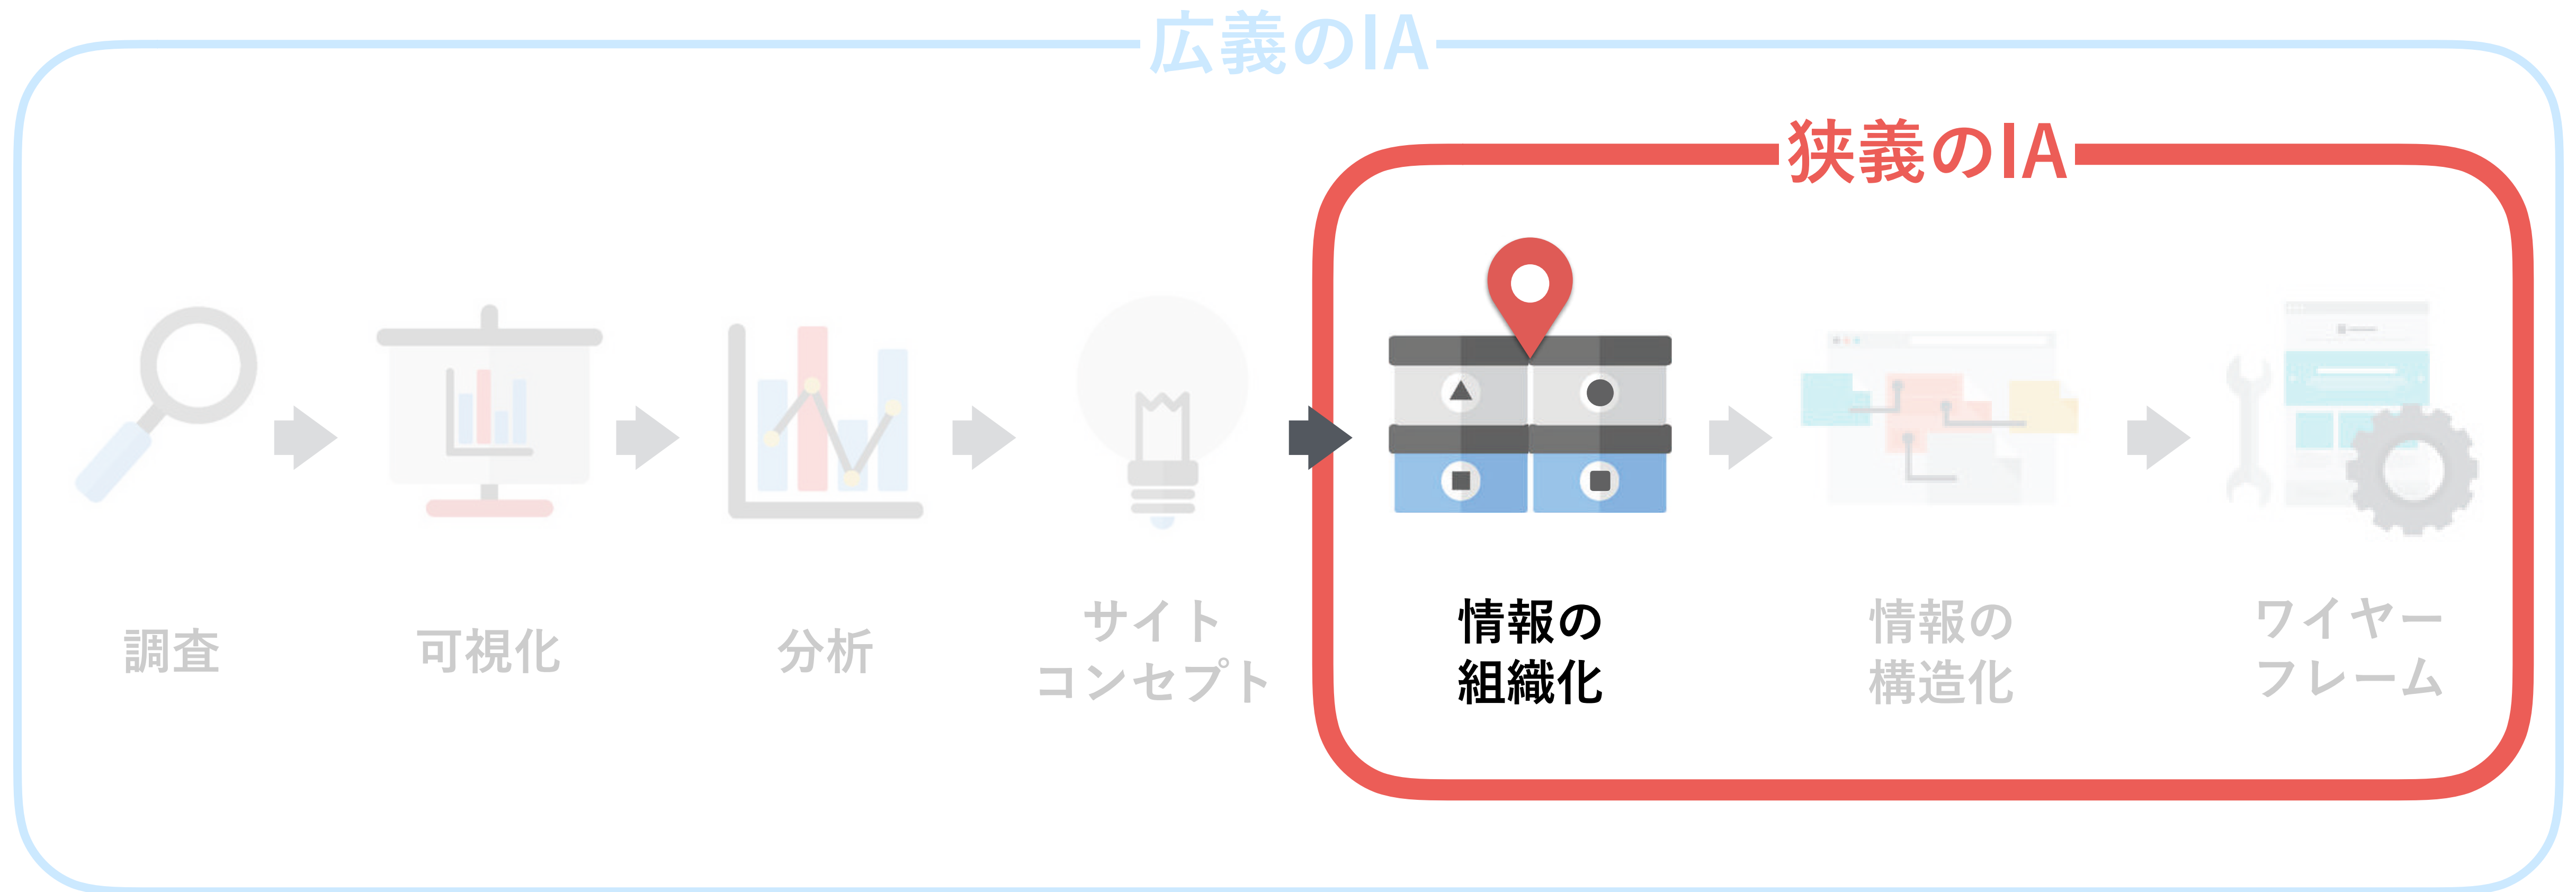 広義のIA
狭義のIA
調査
可視化
分析
サイト
コンセプト
情報の
組織化
情報の
構造化
ワイヤー
フレーム